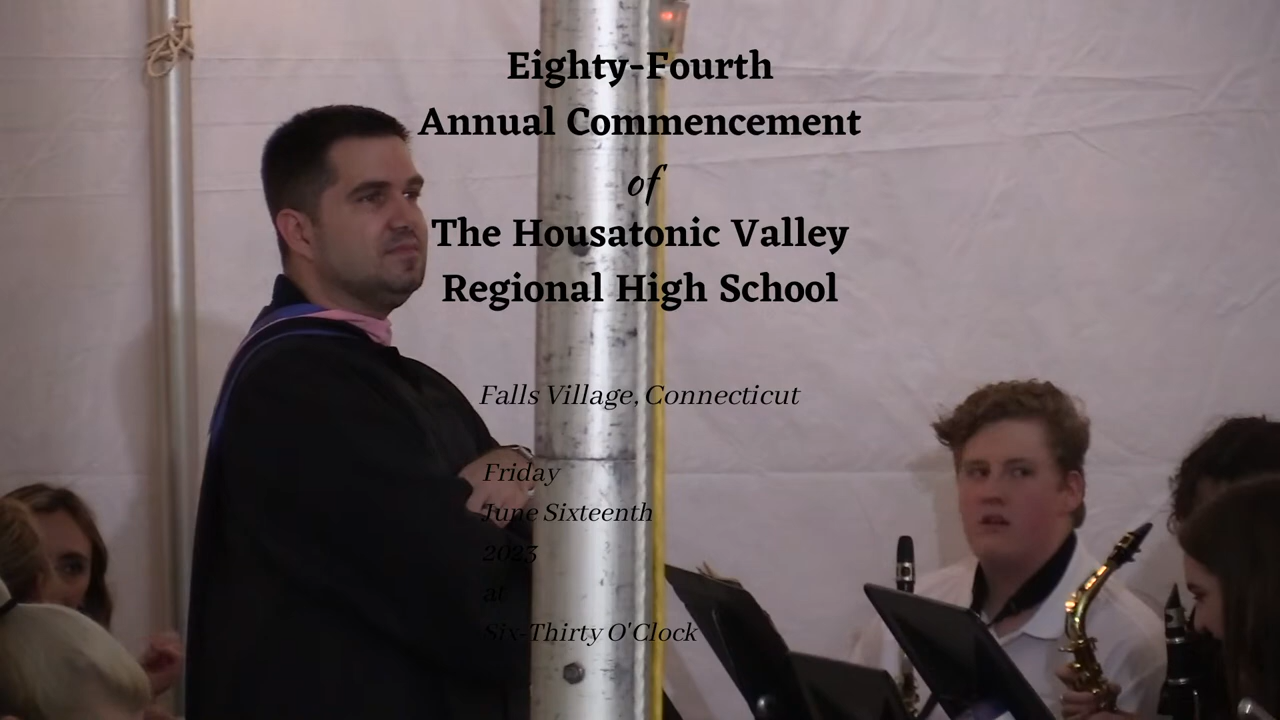 Eighty-Fourth
Annual Commencement
of
The Housatonic Valley
Regional High School
Falls Village, Connecticut
Friday
June Sixteenth
2023
at
Six-Thirty O'Clock